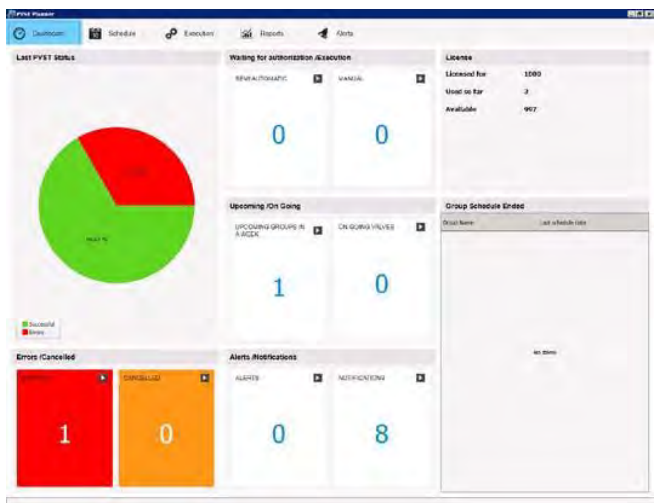 PVST Planner
Dashboard Schedule Execution Reports Alerts
Last PVST Status
Successful
Errors
Waiting for authorization /Execution
SEMI AUTOMATIC
0
MANUAL
0
License
Licensed for 1000
Used so far 2
Available 997
Upcoming /On Going
UPCOMING GROUPS IN
A WEEK
1
ON GOING VALVES
0
Group Schedule Ended
Group Name Last schedule date
No items
Errors /Cancelled
1
CANCELLED
0
Alerts /Notifications
ALERTS
0
NOTIFICATIONS
8